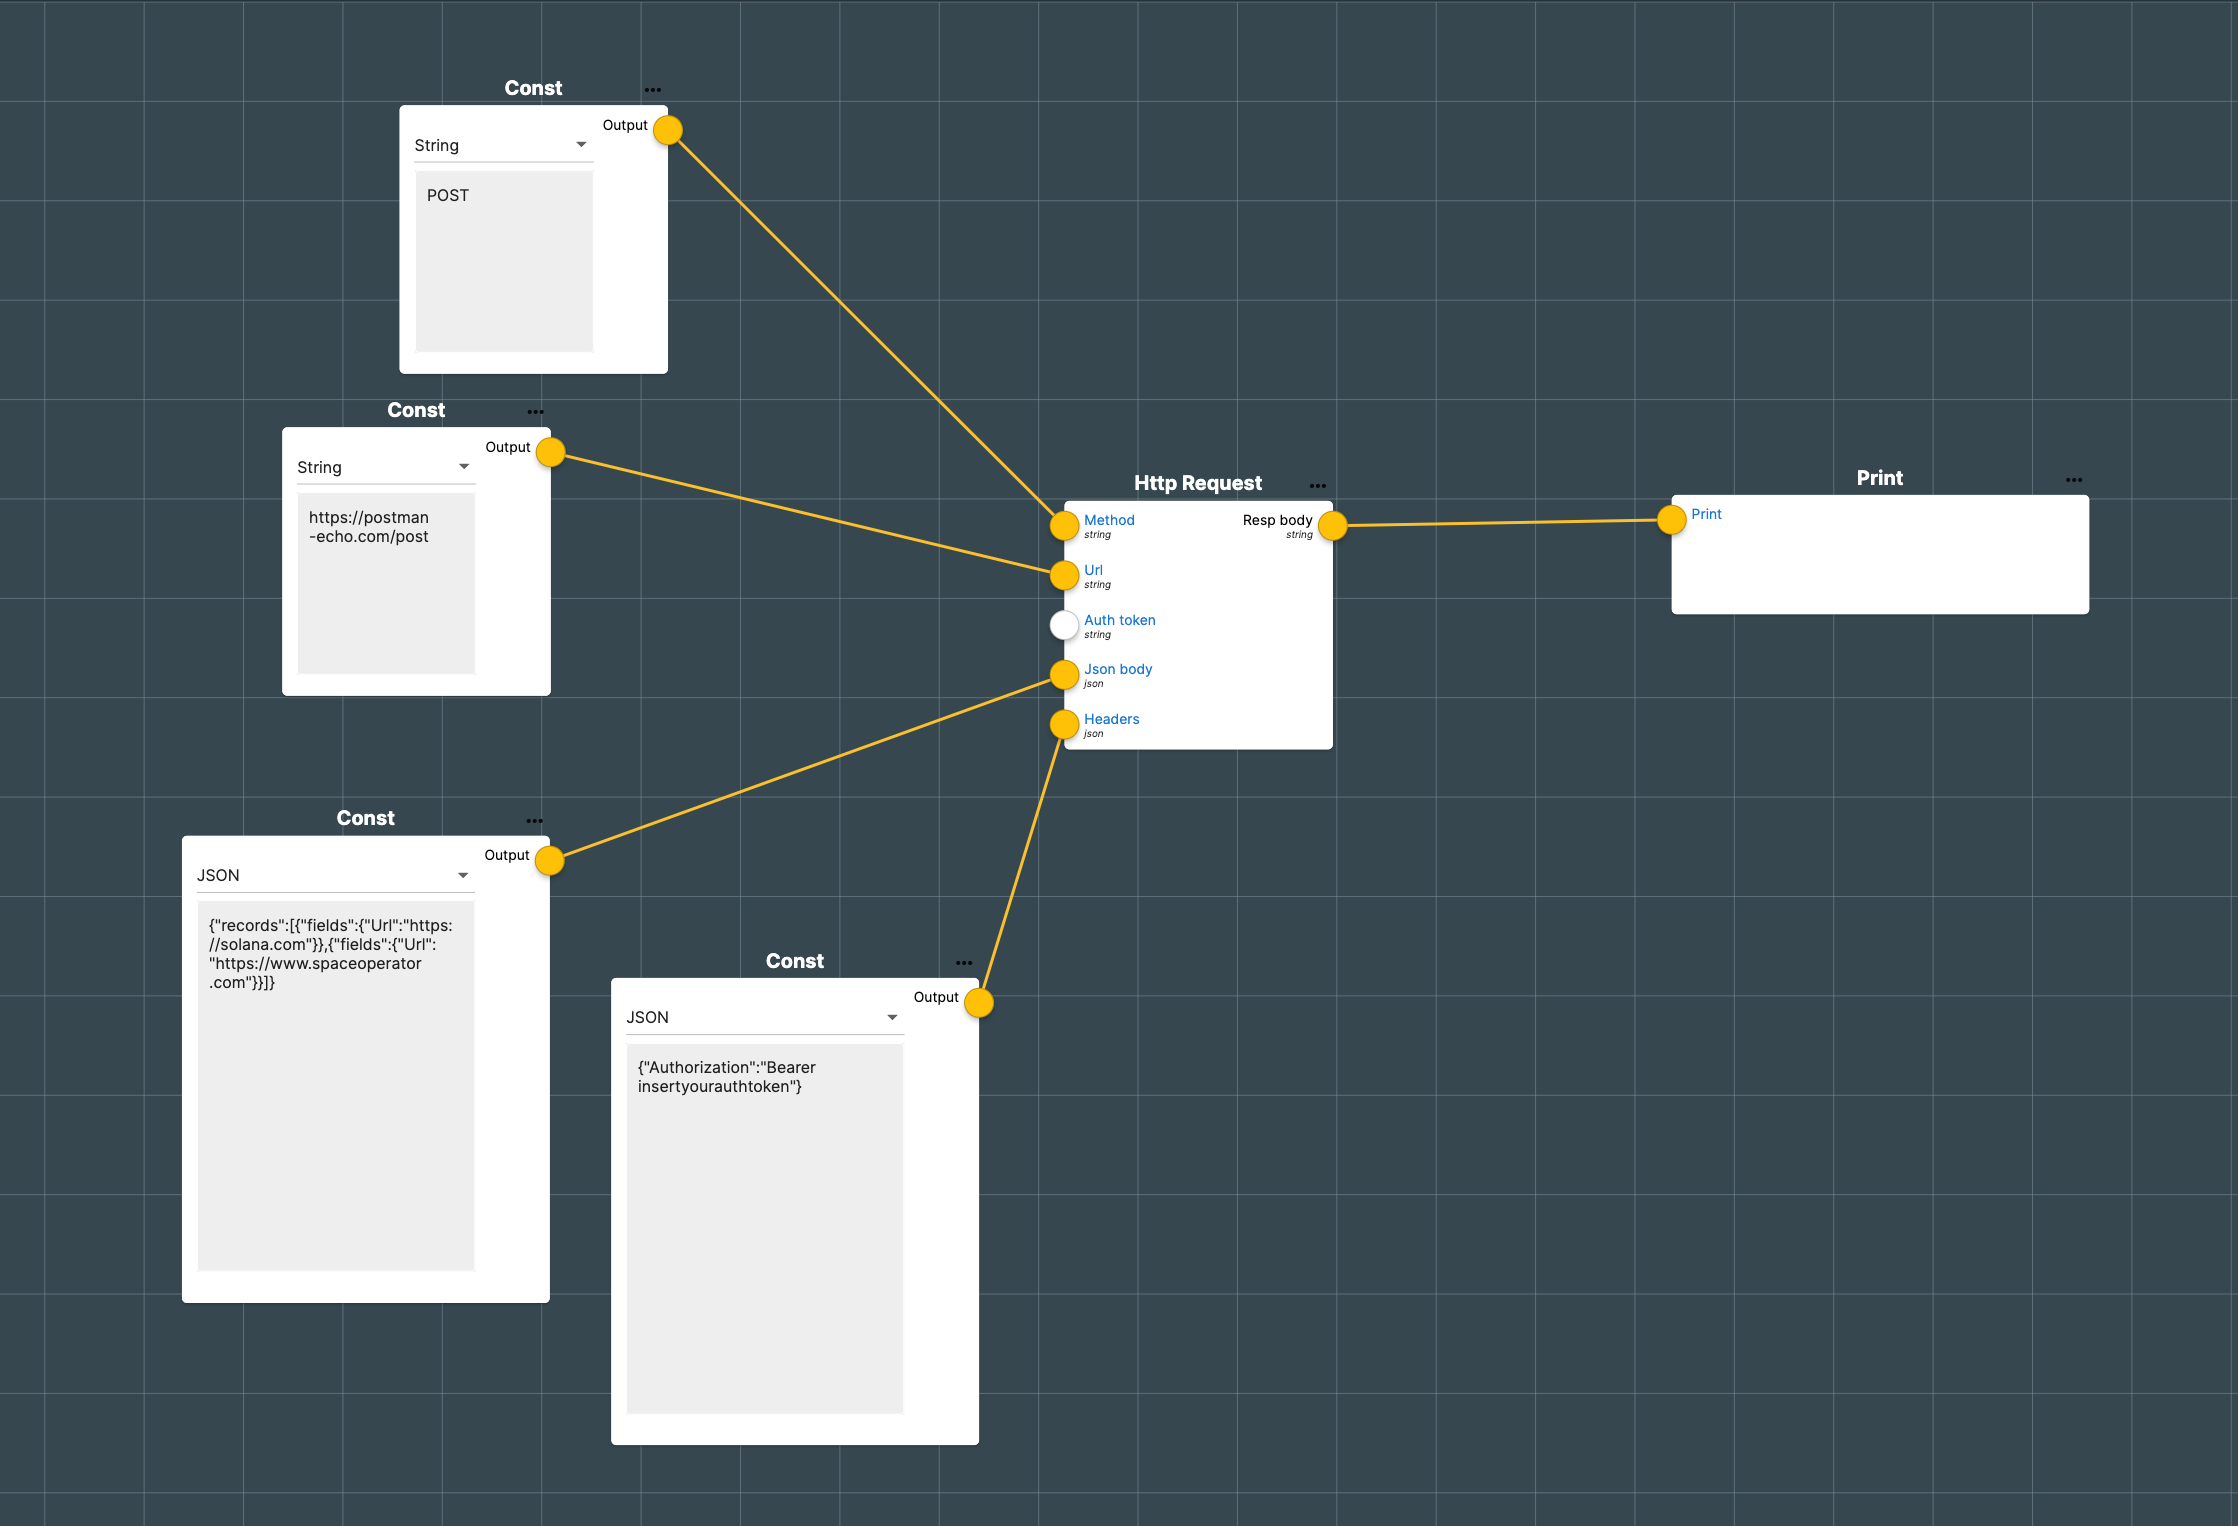 Const
...
Output
String
POST
Const
...
Output
String
https://postman
-echo.com/post
Http Request
...
Method
string
Resp body
string
Url
string
Auth token
string
Json body
json
Headers
json
Print
...
Print
Const
...
Output
JSON
{"records":[{"fields":{"Url":"https:
//solana.com"}},{"fields":{"Url":
"https://www.spaceoperator
.com"}}]}
Const
...
Output
JSON
{"Authorization":"Bearer
insertyourauthtoken"}